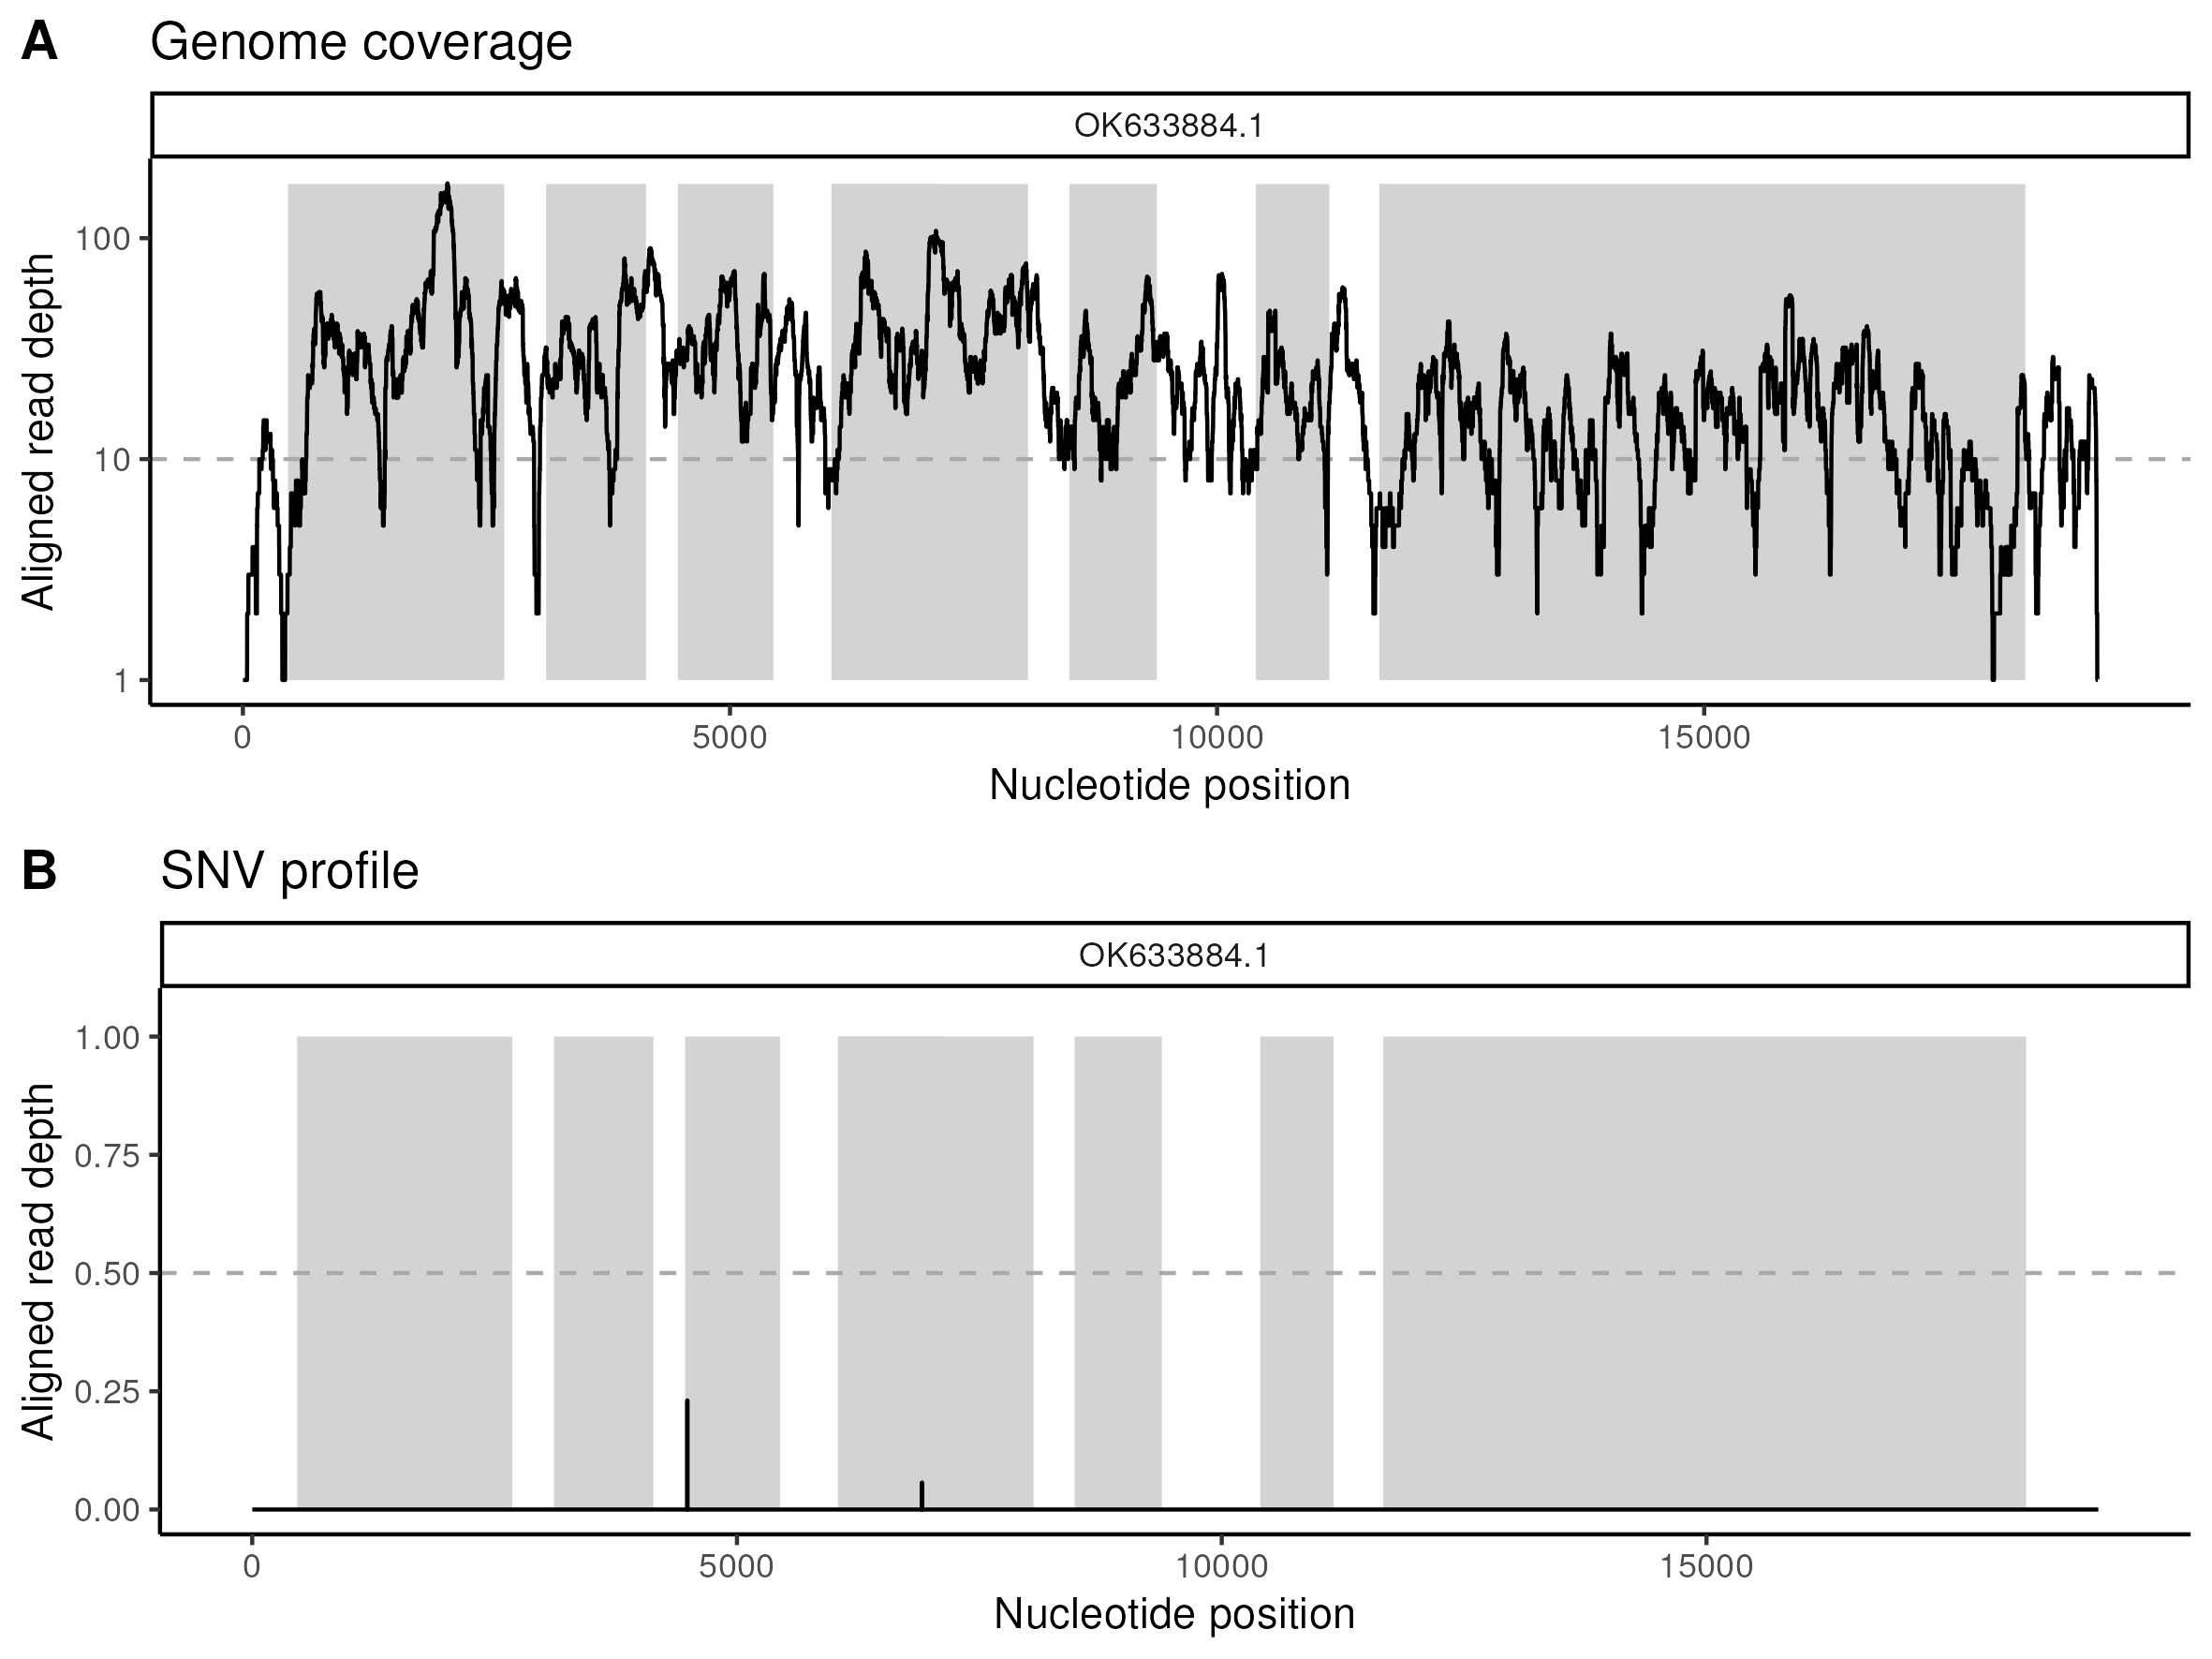 A Genome coverage
OK633884.1
Aligned read depth
100
10
1
0 5000 10000 15000
Nucleotide position
B SNV profile
OK633884.1
Aligned read depth
1.00
0.75
0.50
0.25
0.00
0 5000 10000 15000
Nucleotide position